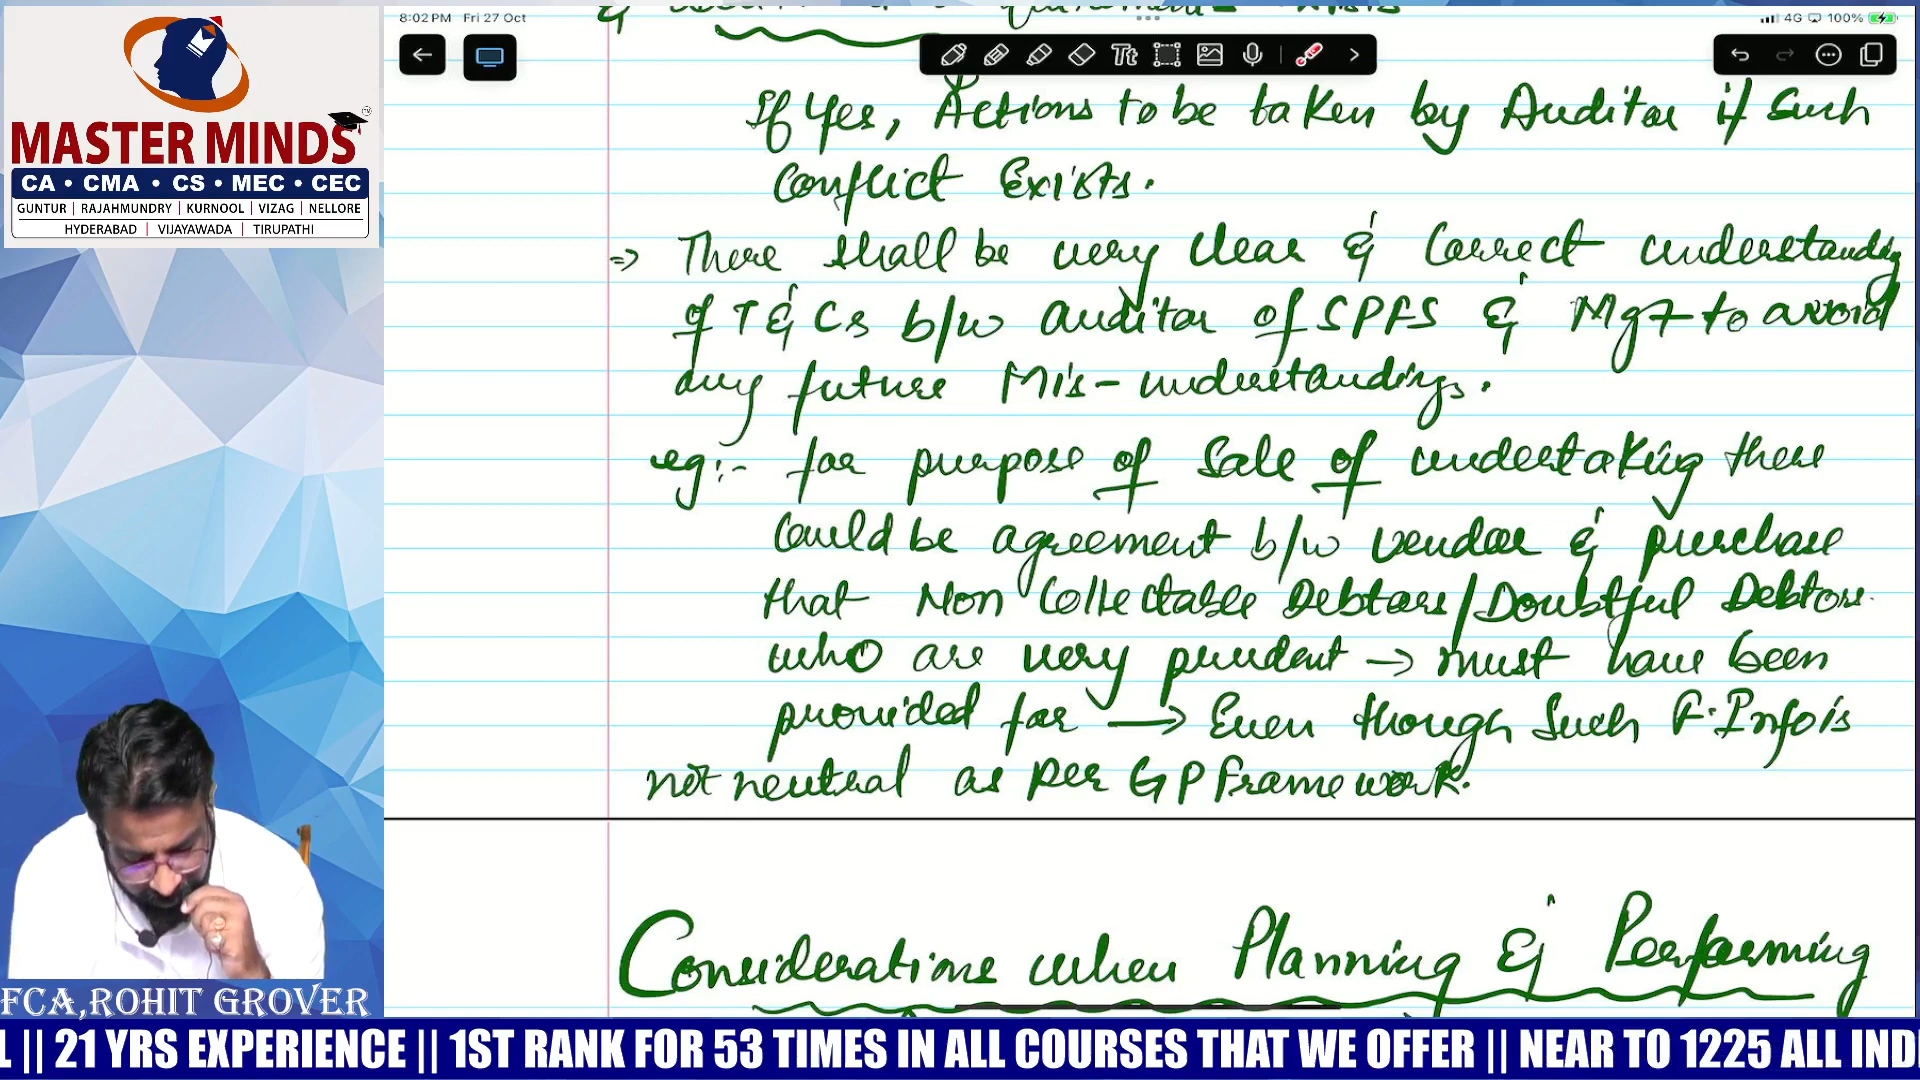 8:02 PM Fri 27 Oct
4G 100%
MASTER MINDS
CA • CMA • CS • MEC • CEC
GUNTUR | RAJAHMUNDRY | KURNOOL | VIZAG | NELLORE
HYDERABAD | VIJAYAWADA | TIRUPATHI
Tt
If Yes, Actions to be taken by Auditor if such
Conflict Exists.
=> There shall be very clear & Correct understanding
of T & Cs b/w auditor of SPFS & Mgt to avoid
any future Mis-understandings.
eg:- for purpose of Sale of undertaking there
could be agreement b/w vendor & purchase
that Non Collectable Debtors/Doubtful Debtors
who are very prudent → must have been
provided for → Even though Such F.Info is
not neutral as per GP Framework.
Considerations when Planning & Performing
FCA,ROHIT GROVER
L || 21 YRS EXPERIENCE || 1ST RANK FOR 53 TIMES IN ALL COURSES THAT WE OFFER || NEAR TO 1225 ALL IND